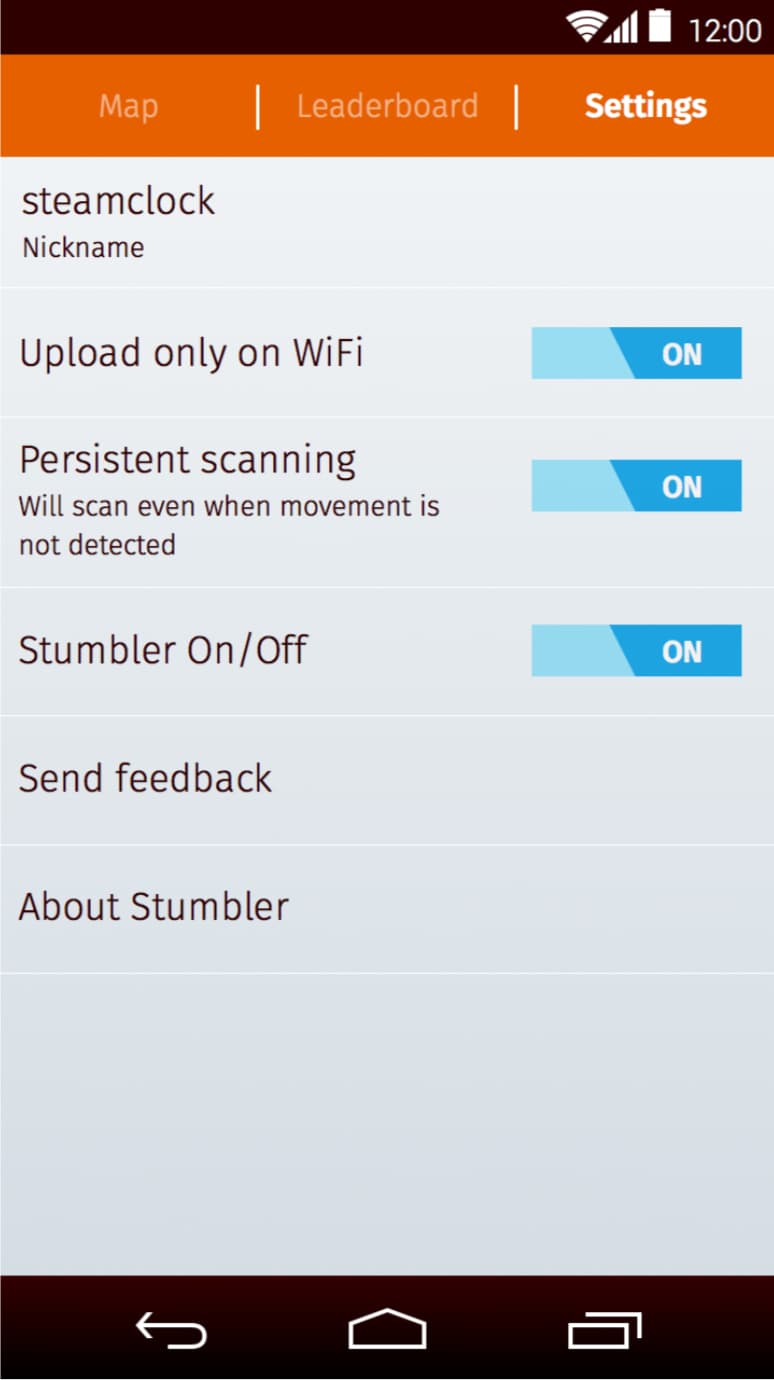 12:00
Map | Leaderboard | Settings
steamclock
Nickname
Upload only on WiFi ON
Persistent scanning
Will scan even when movement is
not detected
ON
Stumbler On/Off ON
Send feedback
About Stumbler